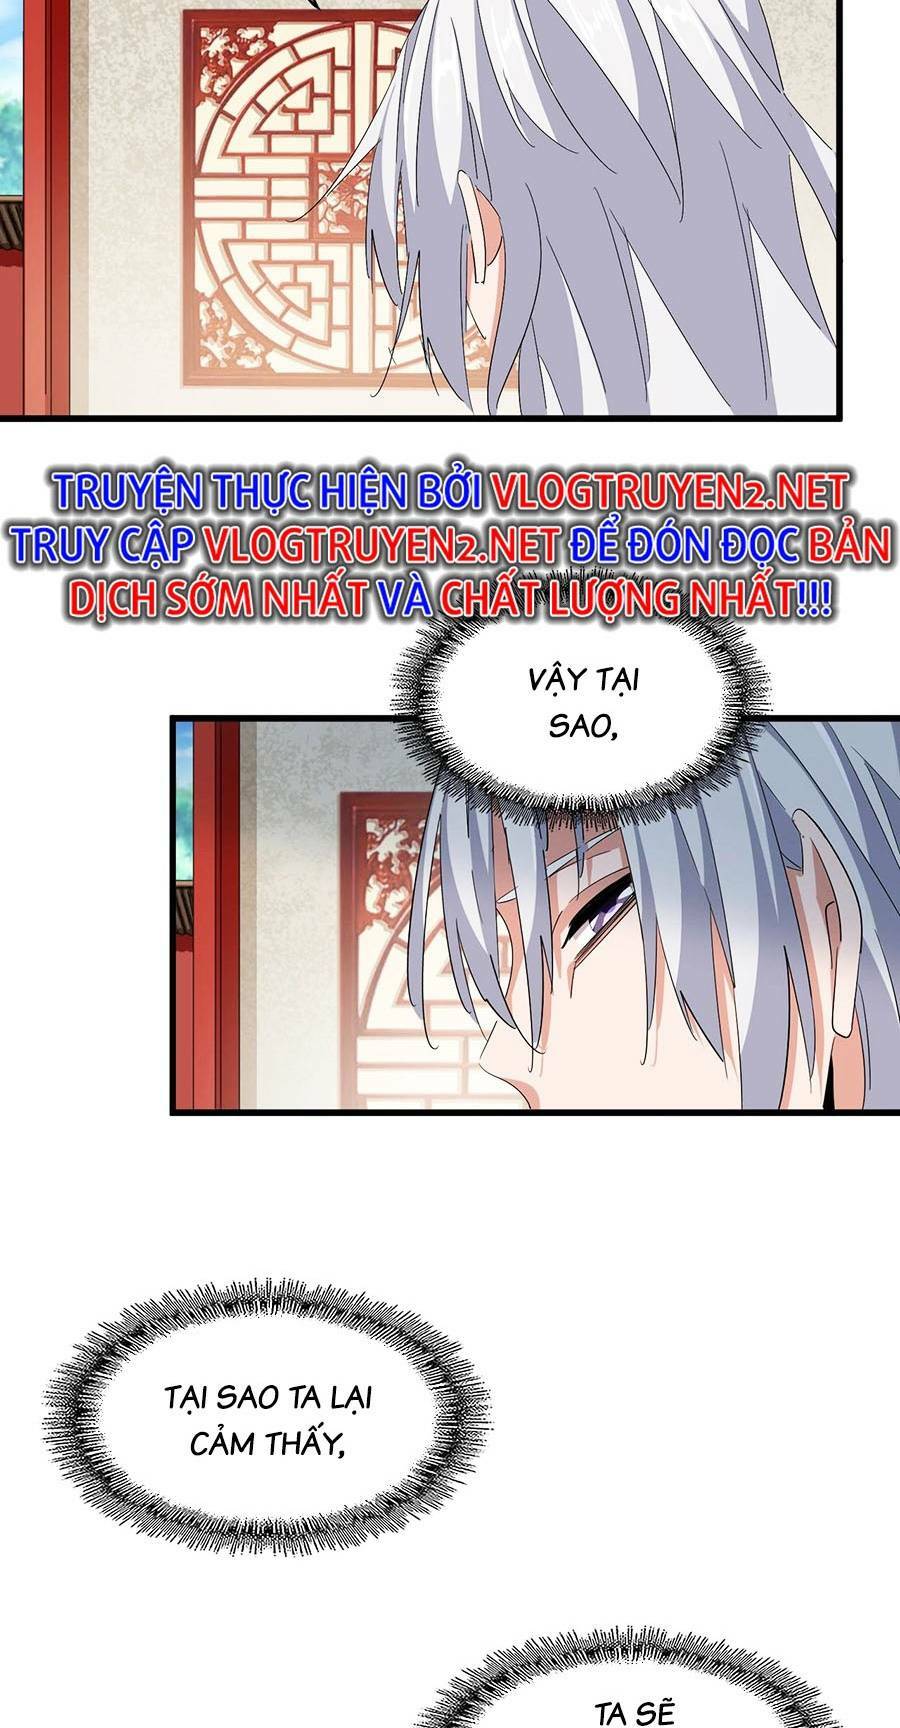 TRUYỆN THỰC HIỆN BỞI VLOGTRUYEN2.NET
TRUY CẬP VLOGTRUYEN2.NET ĐỂ ĐÓN ĐỌC BẢN
DỊCH SỚM NHẤT VÀ CHẤT LƯỢNG NHẤT!!!
VẬY TẠI
SAO,
TẠI SAO TA LẠI
CẢM THẤY,
TA SẼ